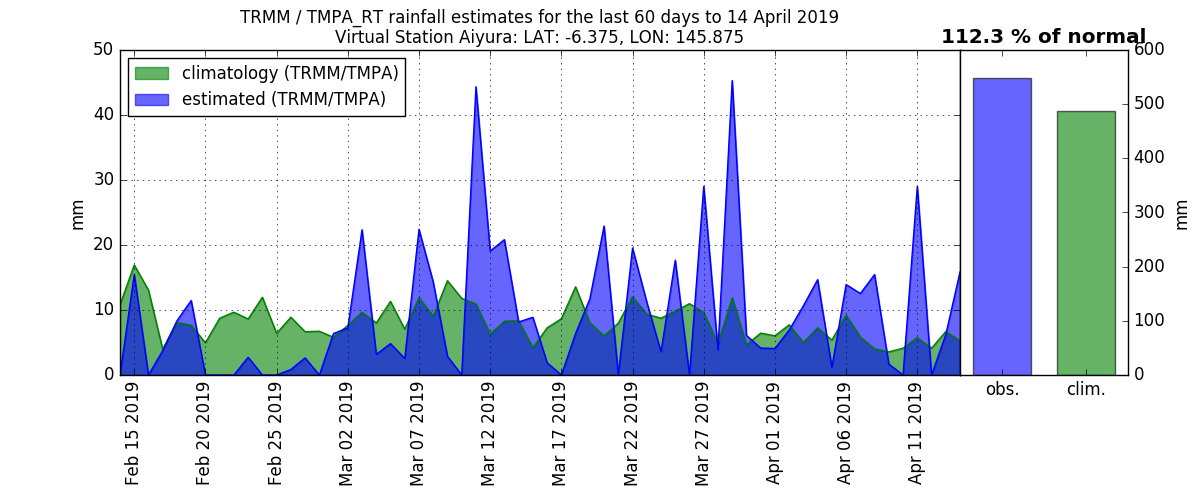 TRMM / TMPA_RT rainfall estimates for the last 60 days to 14 April 2019
Virtual Station Aiyura: LAT: -6.375, LON: 145.875
112.3 % of normal
climatology (TRMM/TMPA)
estimated (TRMM/TMPA)
50
40
30
20
10
0
mm
600
500
400
300
200
100
0
mm
Feb 15 2019
Feb 20 2019
Feb 25 2019
Mar 02 2019
Mar 07 2019
Mar 12 2019
Mar 17 2019
Mar 22 2019
Mar 27 2019
Apr 01 2019
Apr 06 2019
Apr 11 2019
obs.
clim.